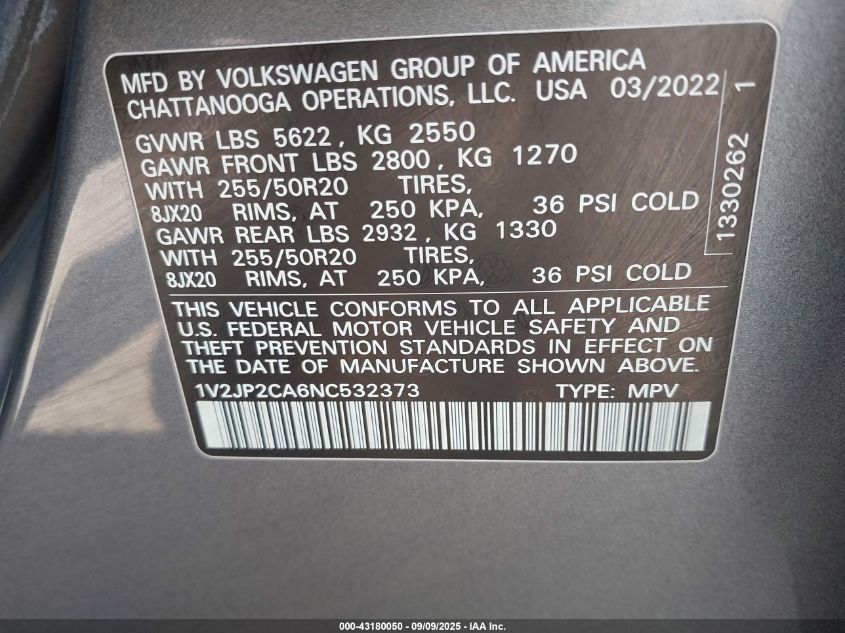 MFD BY VOLKSWAGEN GROUP OF AMERICA
CHATTANOOGA OPERATIONS, LLC. USA 03/2022
GVWR LBS 5622, KG 2550
GAWR FRONT LBS 2800, KG 1270
WITH 255/50R20 TIRES,
8JX20 RIMS, AT 250 KPA, 36 PSI COLD
GAWR REAR LBS 2932, KG 1330
WITH 255/50R20 TIRES,
8JX20 RIMS, AT 250 KPA, 36 PSI COLD
1330262 1
THIS VEHICLE CONFORMS TO ALL APPLICABLE
U.S. FEDERAL MOTOR VEHICLE SAFETY AND
THEFT PREVENTION STANDARDS IN EFFECT ON
THE DATE OF MANUFACTURE SHOWN ABOVE.
1V2JP2CA6NC532373 TYPE: MPV
000-43180050 - 09/09/2025 - IAA Inc.